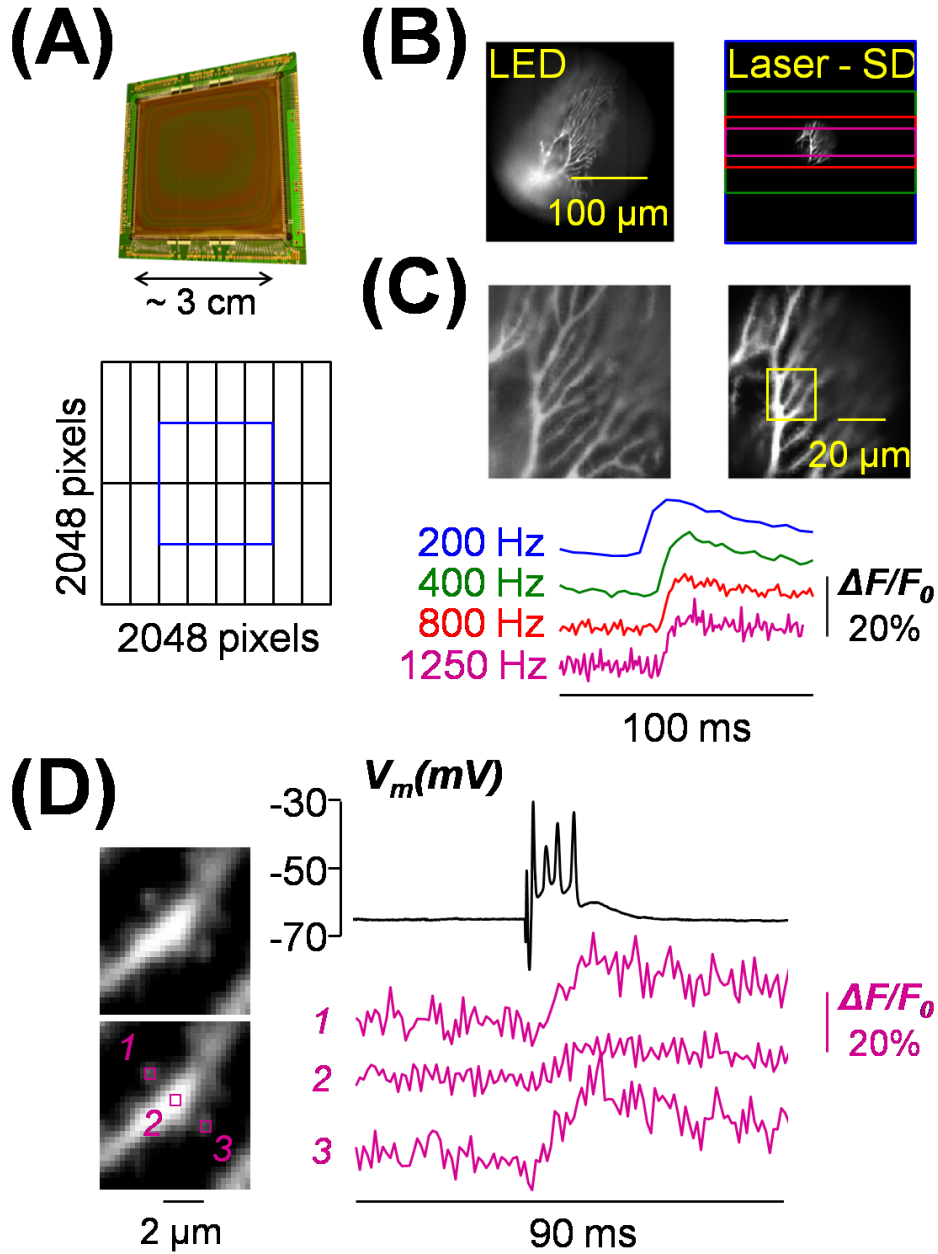 (A)
~ 3 cm
2048 pixels
2048 pixels
(B)
LED
100 µm
Laser - SD
(C)
20 µm
200 Hz
400 Hz
800 Hz
1250 Hz
ΔF/F0
20%
100 ms
(D)
Vm(mV)
-30
-50
-70
1
2
3
2 µm
1
2
3
ΔF/F0
20%
90 ms